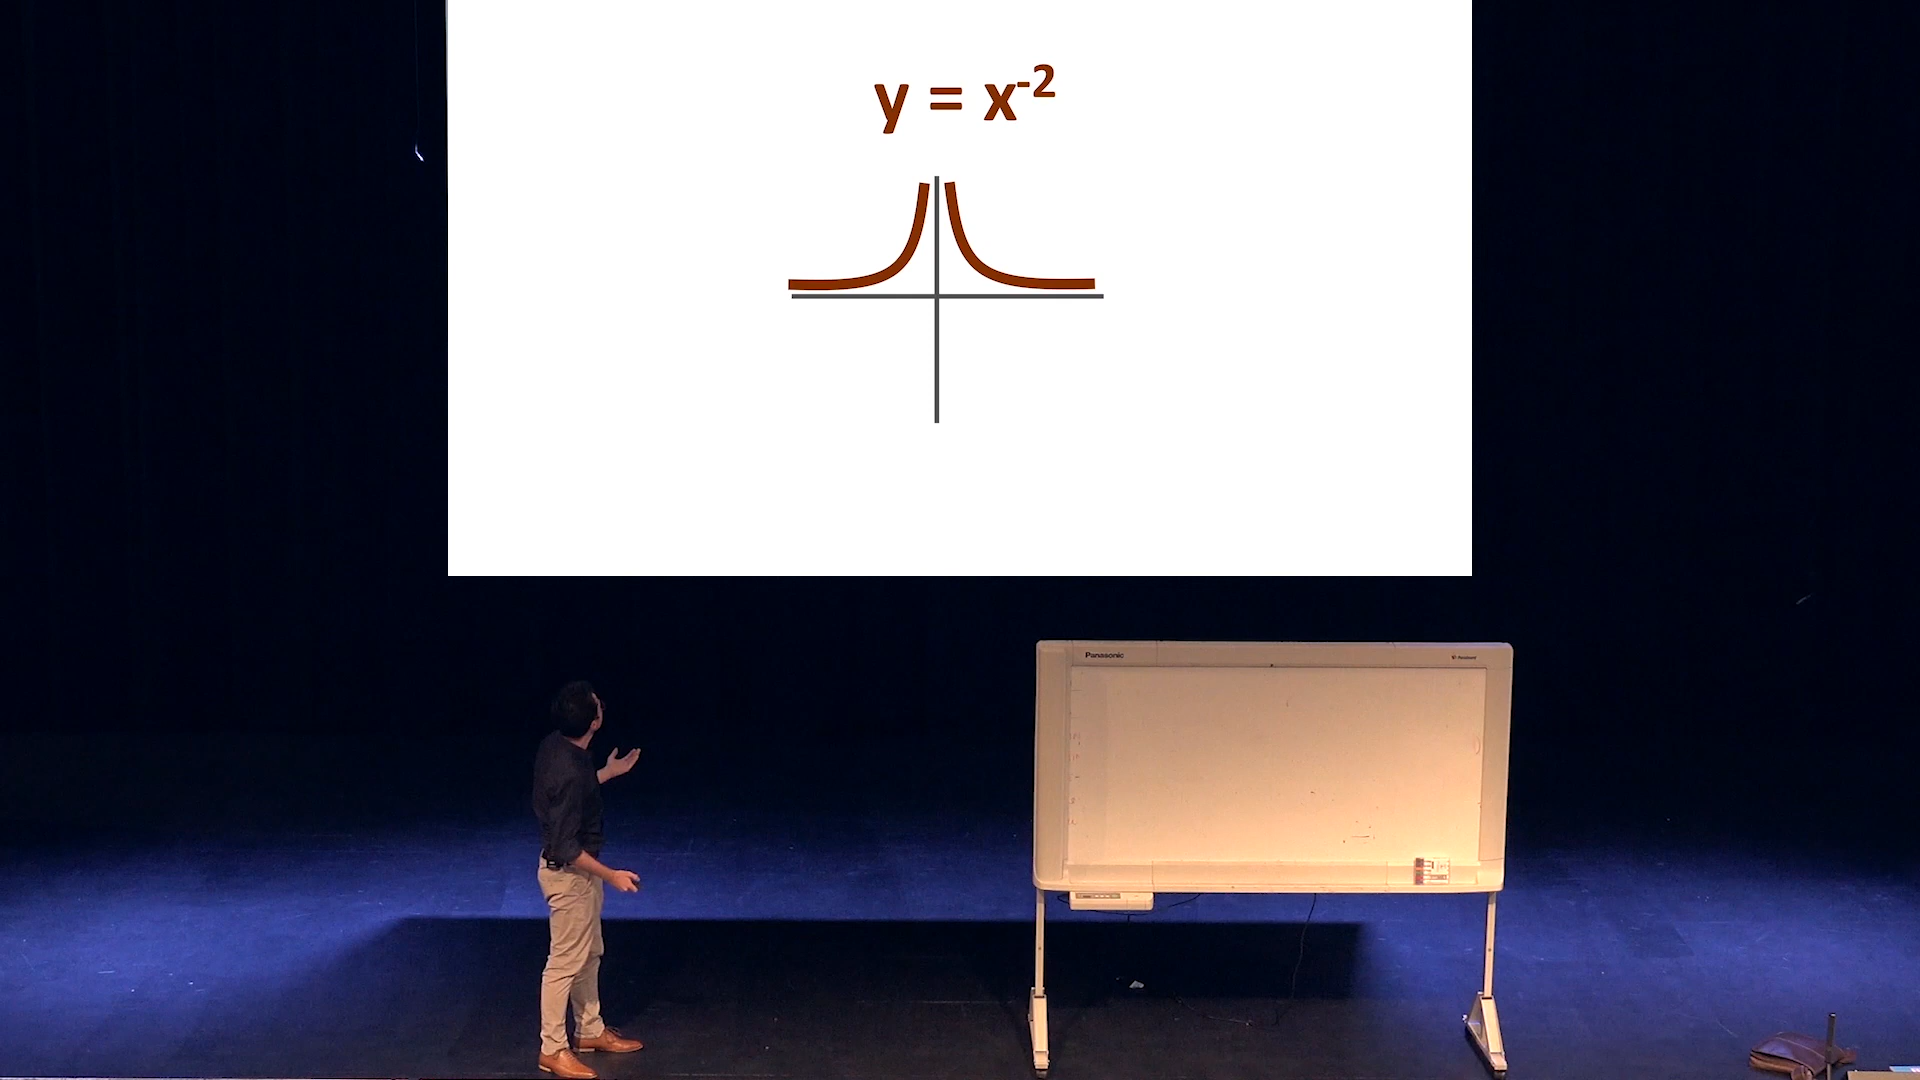 y = x⁻²
Panasonic